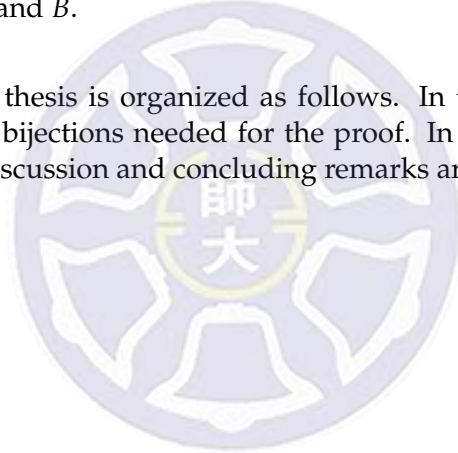 and B.
thesis is organized as follows. In
bijections needed for the proof. In
scussion and concluding remarks ar
師
大